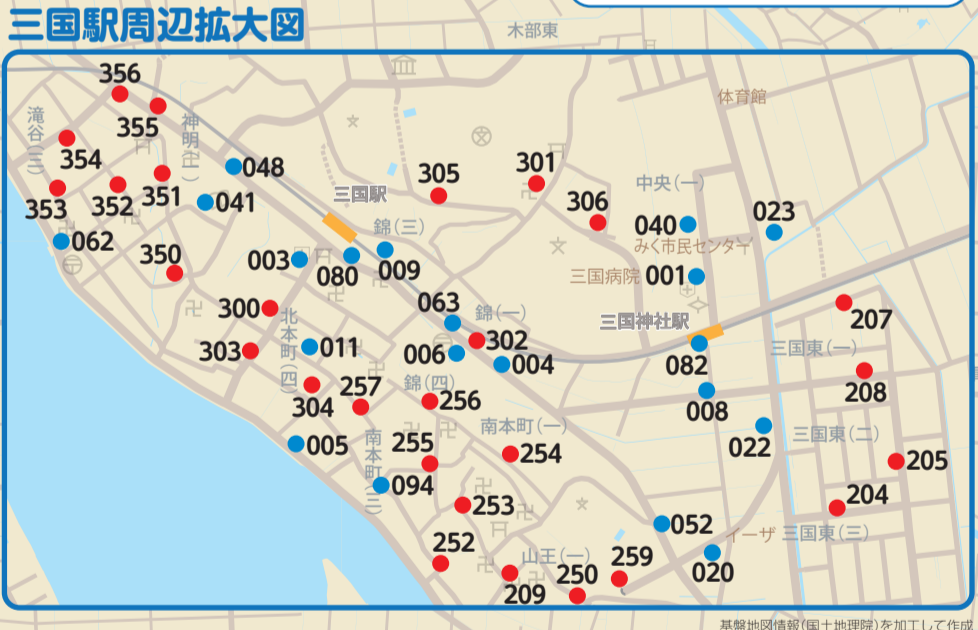 三国駅周辺拡大図
木部東
356
体育館
355
滝谷(三)
神明(一)
354
048
305
301
351
352
353
041
三国駅
306
中央(一)
023
040
062
錦(三)
みく市民センター
350
003
080
009
三国病院
001
300
063
錦(一)
三国神社駅
207
北本町(四)
302
303
011
006
004
082
三国東(一)
錦(四)
208
304
257
256
008
南本町(一)
022
三国東(二)
005
南本町(三)
255
254
205
094
253
204
052
252
イーザ
三国東(三)
山王(一)
259
020
250
209
基盤地図情報(国土地理院)を加工して作成